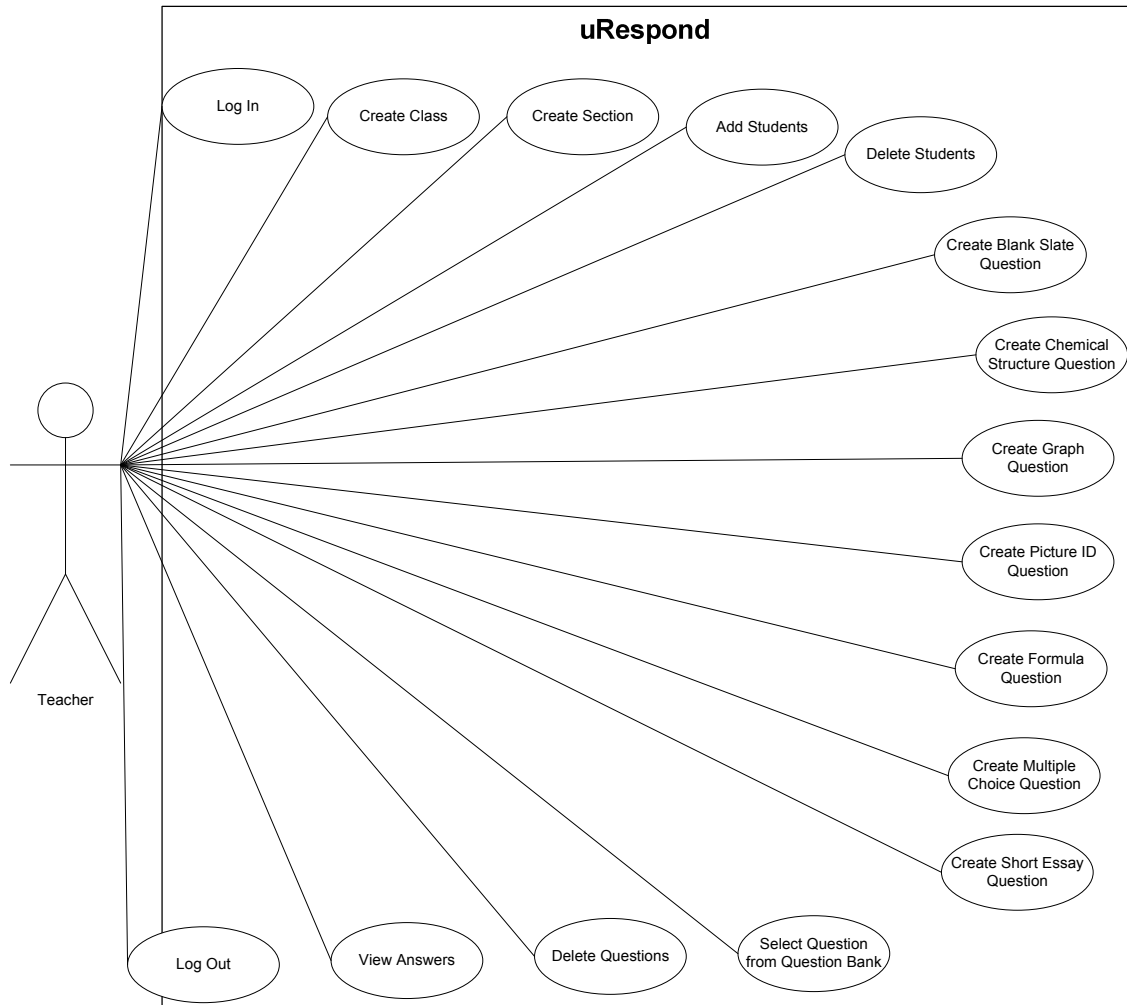 uRespond
Log In
Create Class
Create Section
Add Students
Delete Students
Create Blank Slate
Question
Create Chemical
Structure Question
Create Graph
Question
Create Picture ID
Question
Create Formula
Question
Teacher
Create Multiple
Choice Question
Create Short Essay
Question
Select Question
from Question Bank
Delete Questions
View Answers
Log Out